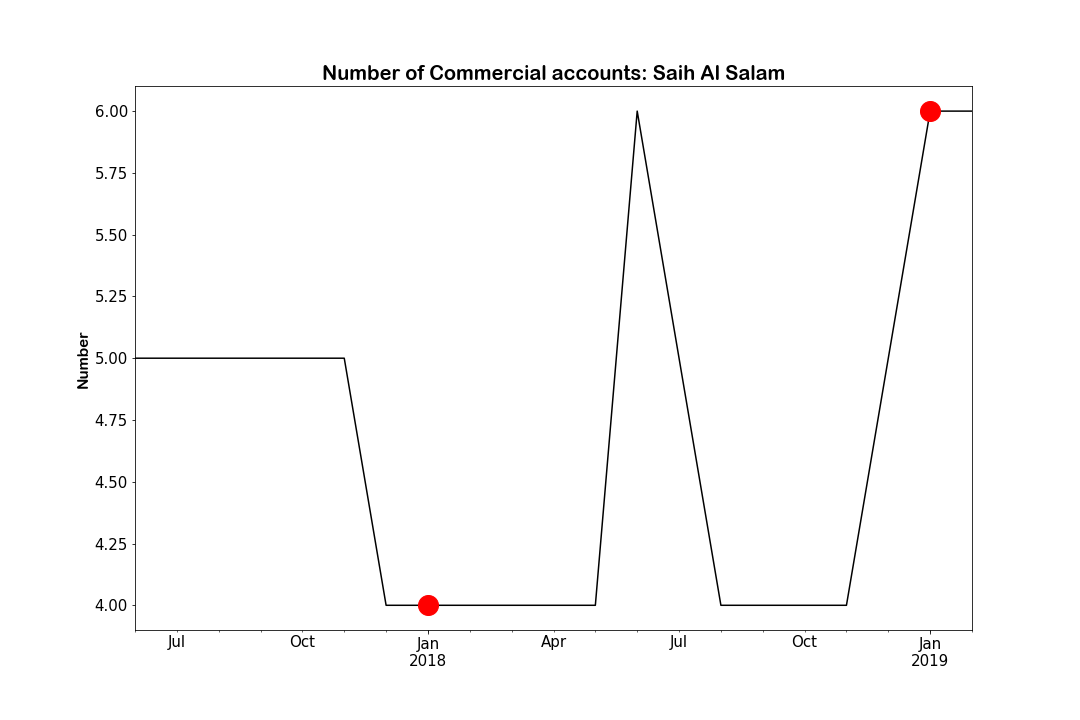 Number of Commercial accounts: Saih Al Salam
6.00
5.75
5.50
5.25
5.00
4.75
4.50
4.25
4.00
Number
Jul
Oct
Jan
2018
Apr
Jul
Oct
Jan
2019